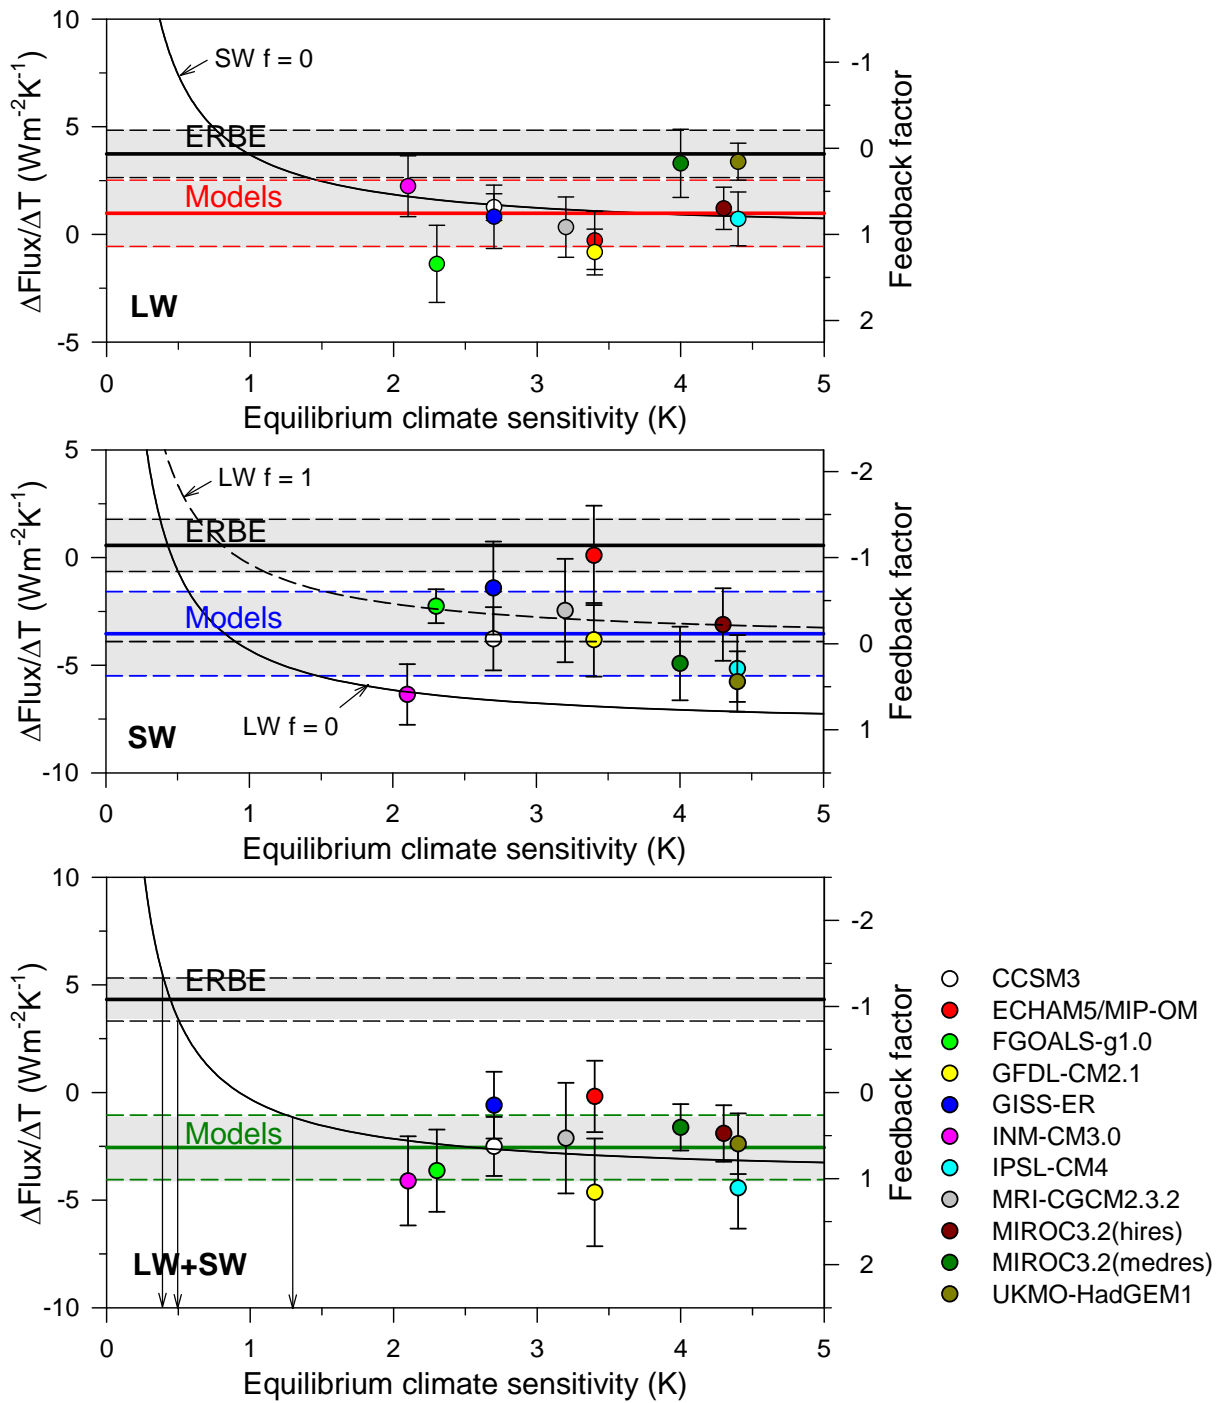 10
5
0
-5
ΔFlux/ΔT (Wm⁻²K⁻¹)
SW f = 0
ERBE
Models
LW
-1
0
1
2
Feedback factor
0 1 2 3 4 5
Equilibrium climate sensitivity (K)
5
0
-5
-10
ΔFlux/ΔT (Wm⁻²K⁻¹)
LW f = 1
ERBE
Models
LW f = 0
SW
-2
-1
0
1
Feedback factor
0 1 2 3 4 5
Equilibrium climate sensitivity (K)
10
5
0
-5
-10
ΔFlux/ΔT (Wm⁻²K⁻¹)
ERBE
Models
LW+SW
-2
-1
0
1
2
Feedback factor
0 1 2 3 4 5
Equilibrium climate sensitivity (K)
CCSM3
ECHAM5/MIP-OM
FGOALS-g1.0
GFDL-CM2.1
GISS-ER
INM-CM3.0
IPSL-CM4
MRI-CGCM2.3.2
MIROC3.2(hires)
MIROC3.2(medres)
UKMO-HadGEM1